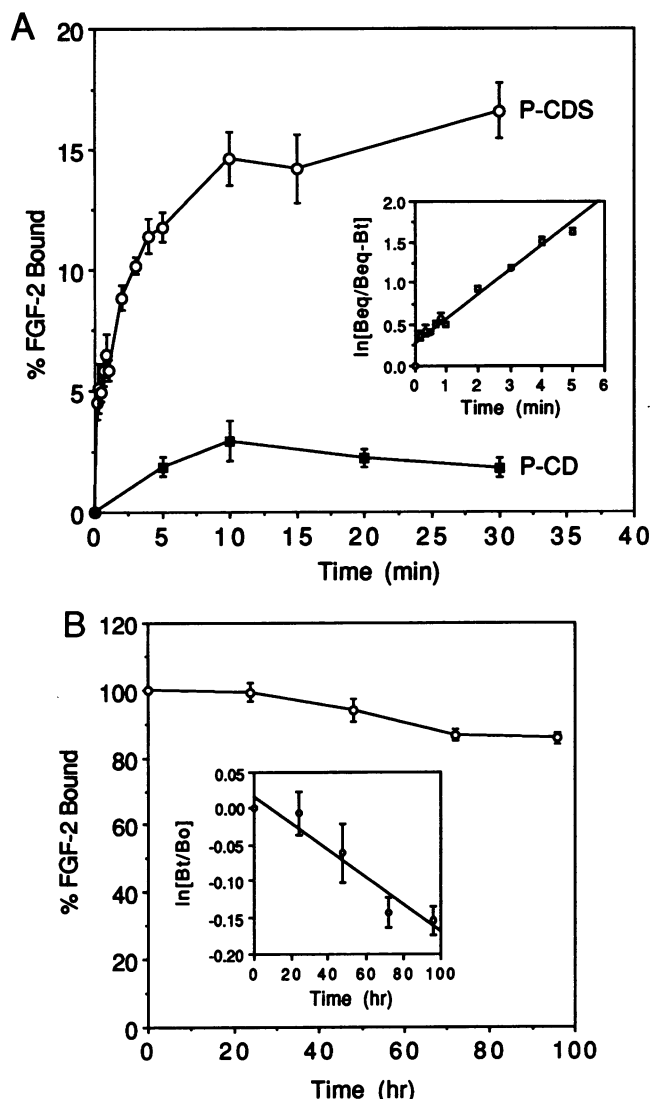 A
20
15
10
5
0
% FGF-2 Bound
P-CDS
P-CD
0 5 10 15 20 25 30 35 40
Time (min)
2.0
1.5
1.0
0.5
0.0
ln[Beq/Beq-Bt]
0 1 2 3 4 5 6
Time (min)
B
120
100
80
60
40
20
0
% FGF-2 Bound
0.05
0.00
-0.05
-0.10
-0.15
-0.20
ln[Bt/Bo]
0 20 40 60 80 100
Time (hr)
0 20 40 60 80 100
Time (hr)